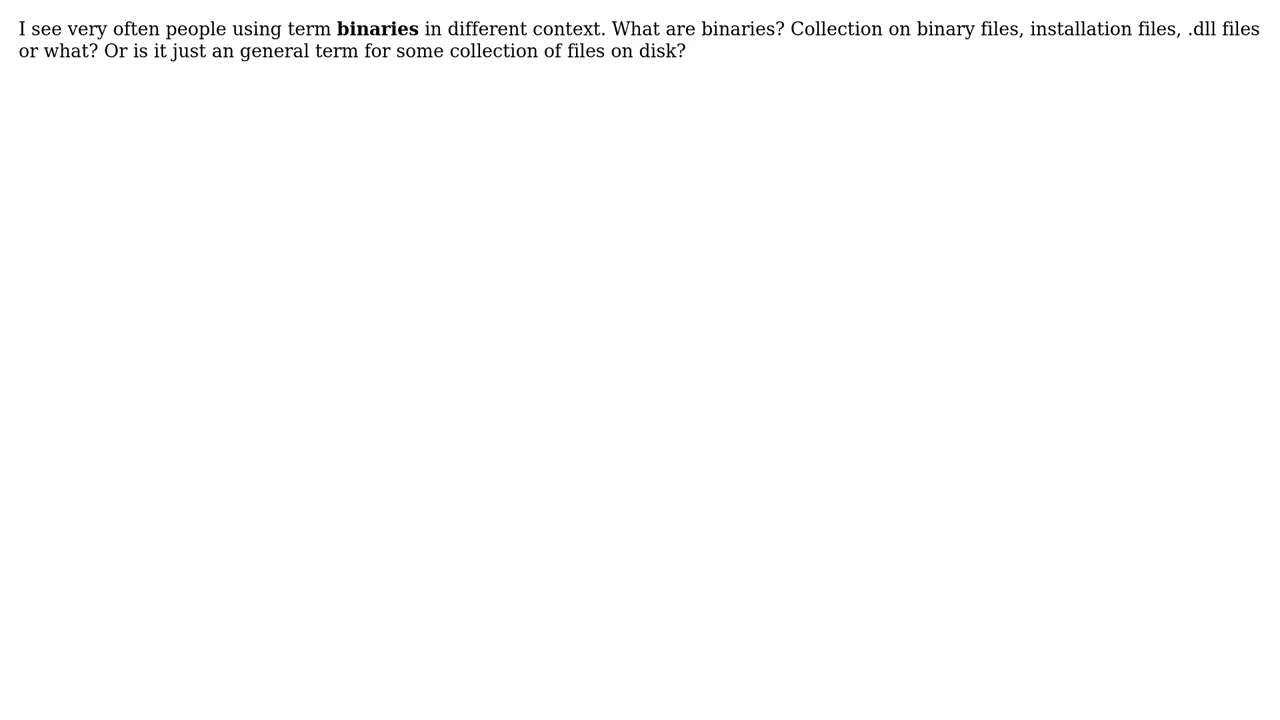 I see very often people using term binaries in different context. What are binaries? Collection on binary files, installation files, .dll files
or what? Or is it just an general term for some collection of files on disk?